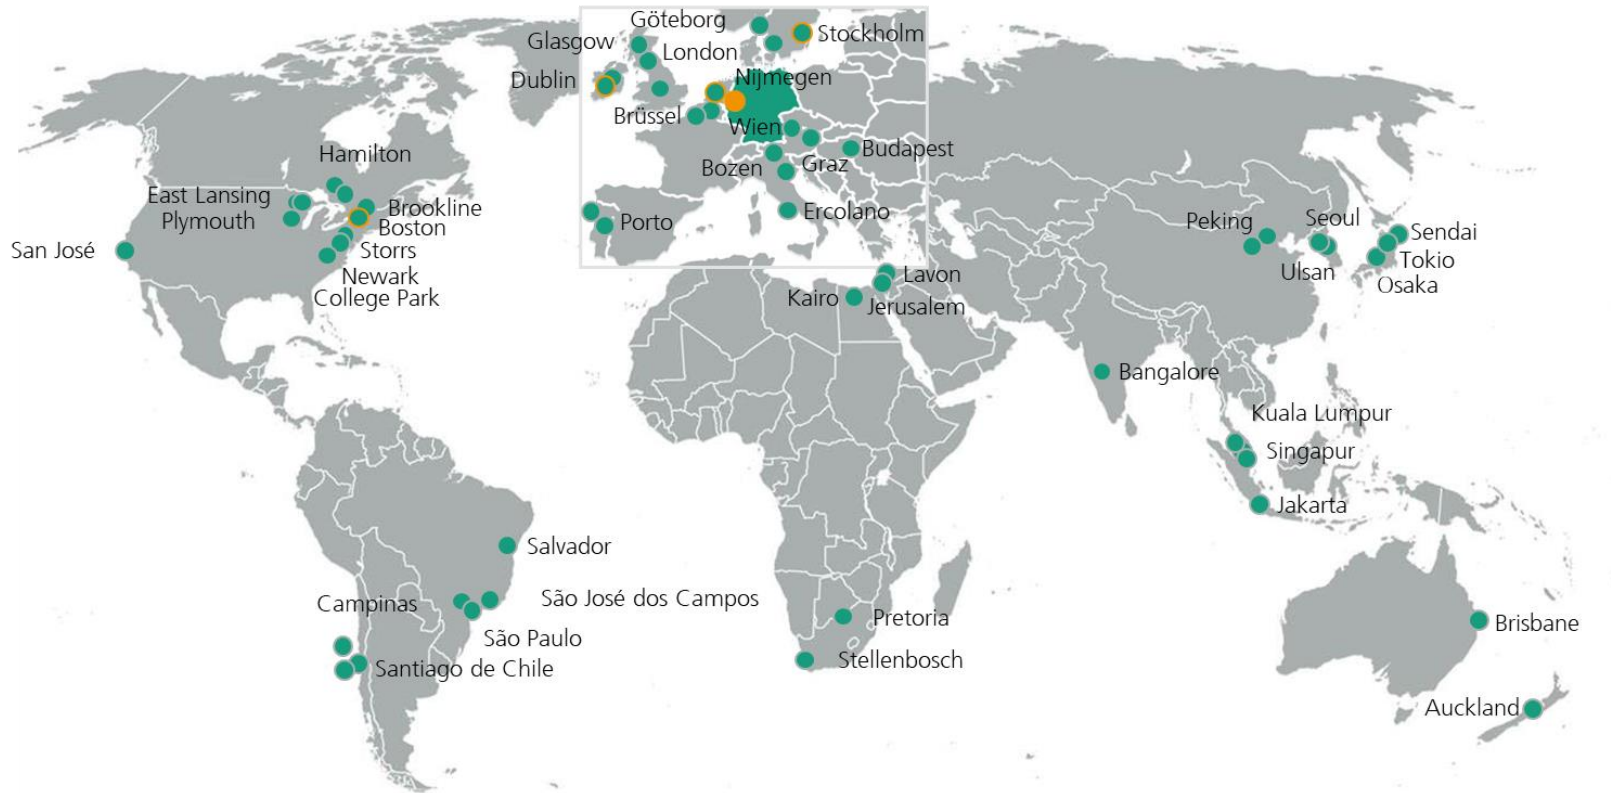 Göteborg
Stockholm
Glasgow
London
Dublin
Nijmegen
Brüssel
Wien
Budapest
Bozen
Graz
Porto
Ercolano
Hamilton
East Lansing
Plymouth
Brookline
Boston
San José
Storrs
Newark
College Park
Peking
Seoul
Sendai
Tokio
Ulsan
Osaka
Lavon
Kairo
Jerusalem
Bangalore
Kuala Lumpur
Singapur
Jakarta
Salvador
Campinas
São José dos Campos
São Paulo
Santiago de Chile
Pretoria
Stellenbosch
Brisbane
Auckland